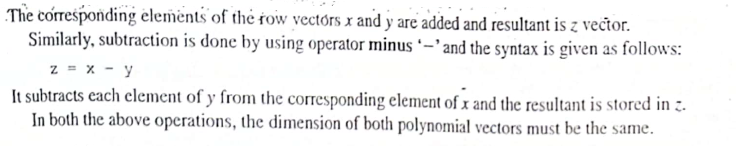 The corresponding elements of the row vectors x and y are added and resultant is z vector.
Similarly, subtraction is done by using operator minus ‘–’ and the syntax is given as follows:
z = x - y
It subtracts each element of y from the corresponding element of x and the resultant is stored in z.
In both the above operations, the dimension of both polynomial vectors must be the same.